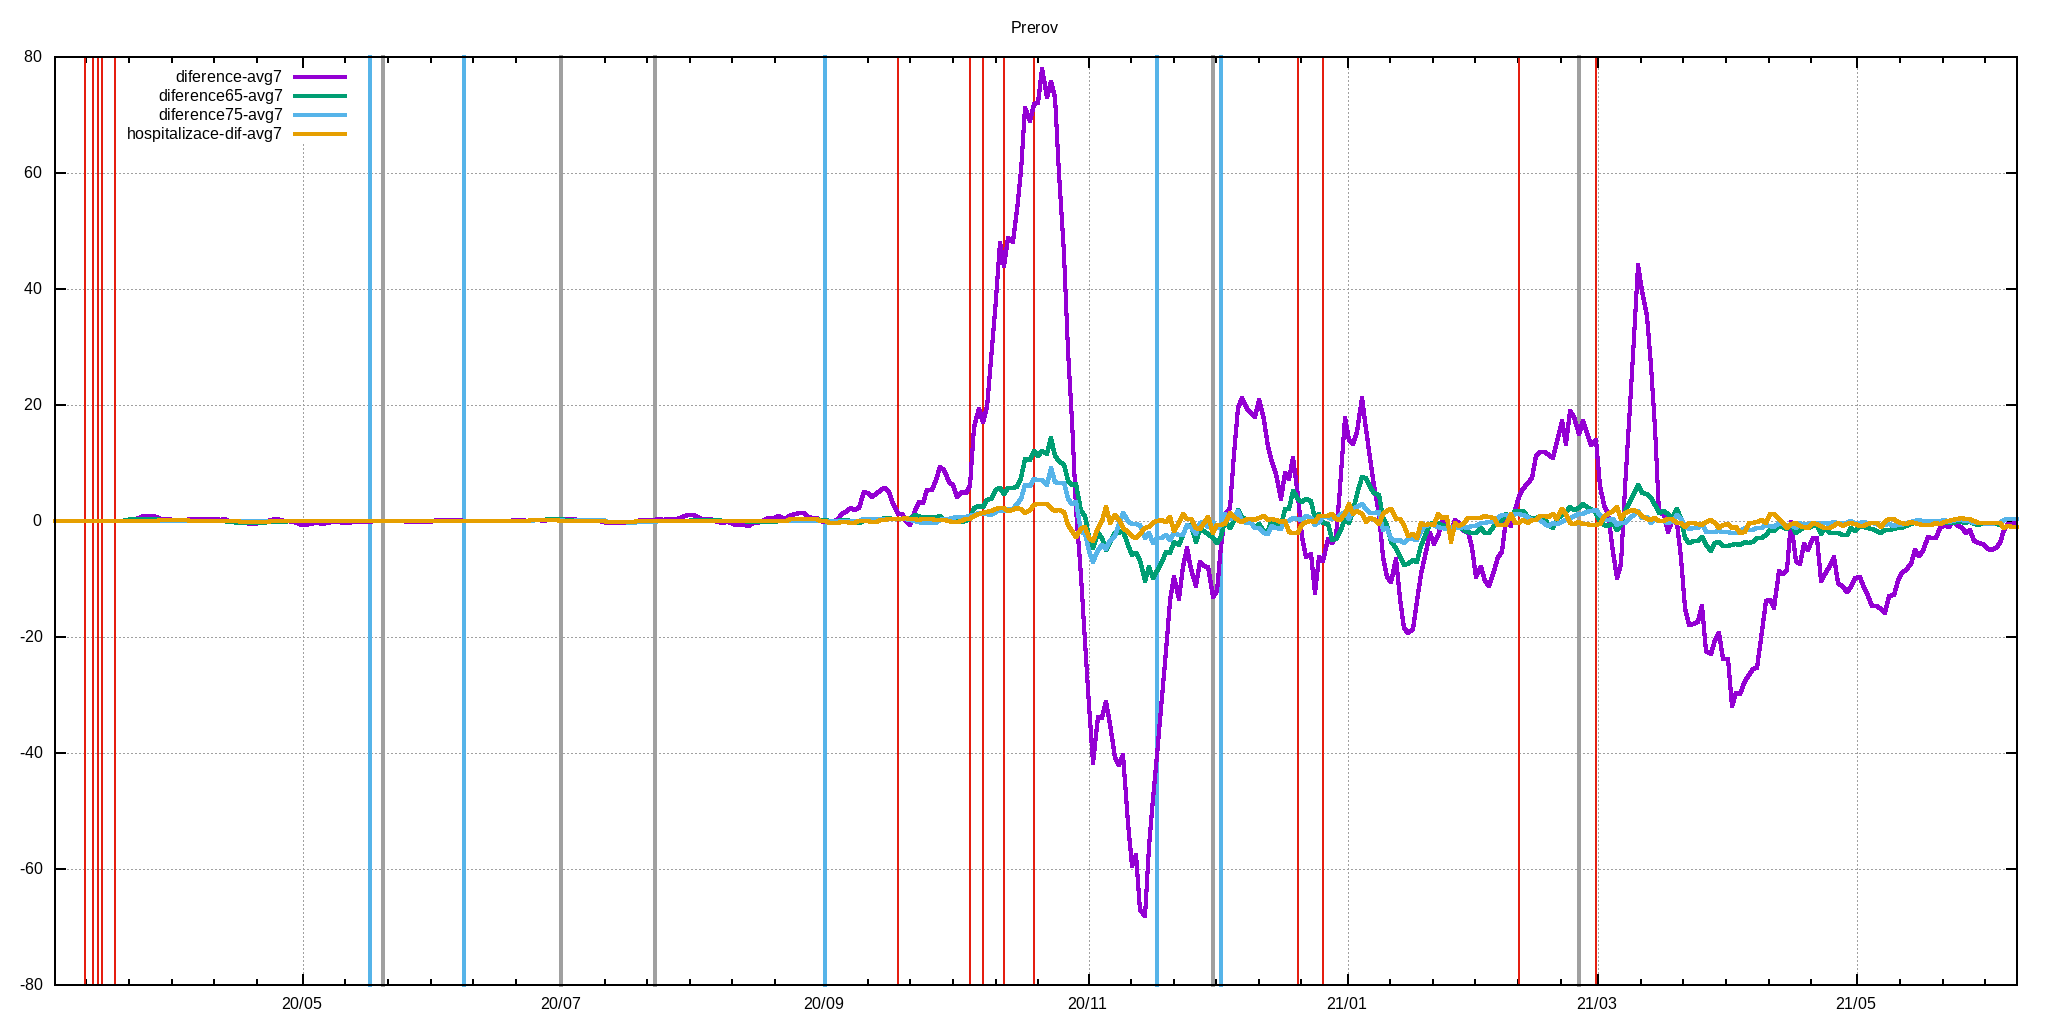 Prerov
80
60
40
20
0
-20
-40
-60
-80
diference-avg7
diference65-avg7
diference75-avg7
hospitalizace-dif-avg7
20/05 20/07 20/09 20/11 21/01 21/03 21/05